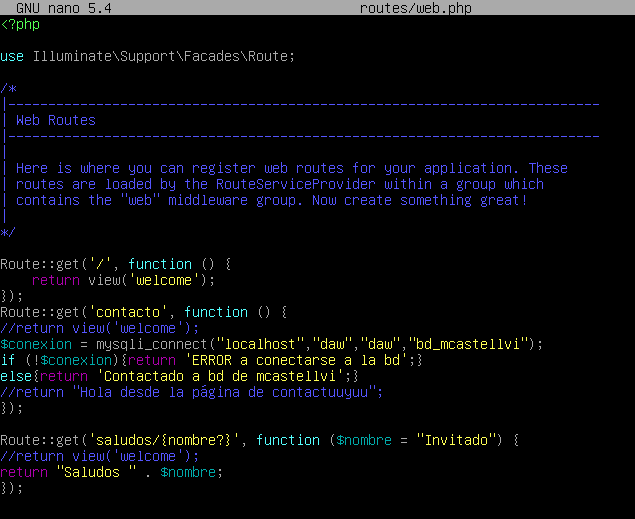 GNU nano 5.4 routes/web.php
<?php
use Illuminate\Support\Facades\Route;
/*
|--------------------------------------------------------------------------
| Web Routes
|--------------------------------------------------------------------------
|
| Here is where you can register web routes for your application. These
| routes are loaded by the RouteServiceProvider within a group which
| contains the "web" middleware group. Now create something great!
|
*/
Route::get('/', function () {
    return view('welcome');
});
Route::get('contacto', function () {
//return view('welcome');
$conexion = mysqli_connect("localhost","daw","daw","bd_mcastellvi");
if (!$conexion){return 'ERROR a conectarse a la bd';}
else{return 'Contactado a bd de mcastellvi';}
//return "Hola desde la página de contactuuyuu";
});
Route::get('saludos/{nombre?}', function ($nombre = "Invitado") {
//return view('welcome');
return "Saludos " . $nombre;
});